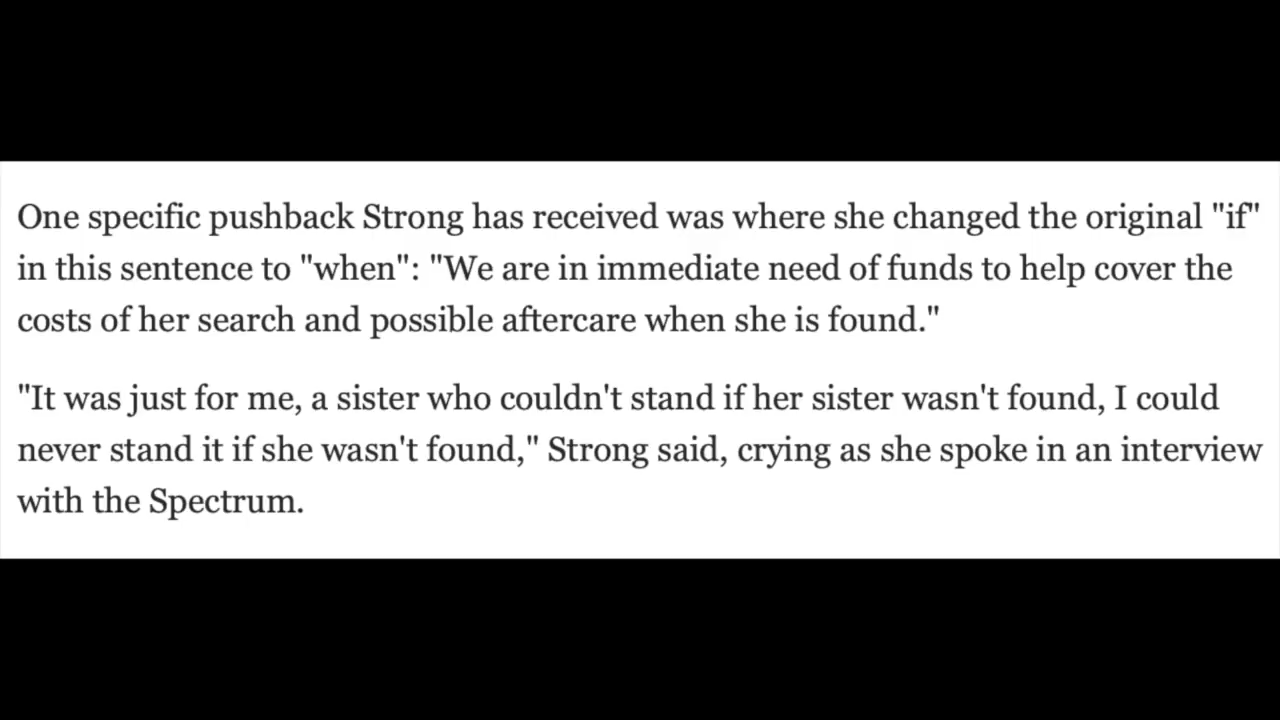 One specific pushback Strong has received was where she changed the original "if"
in this sentence to "when": "We are in immediate need of funds to help cover the
costs of her search and possible aftercare when she is found."
"It was just for me, a sister who couldn't stand if her sister wasn't found, I could
never stand it if she wasn't found," Strong said, crying as she spoke in an interview
with the Spectrum.